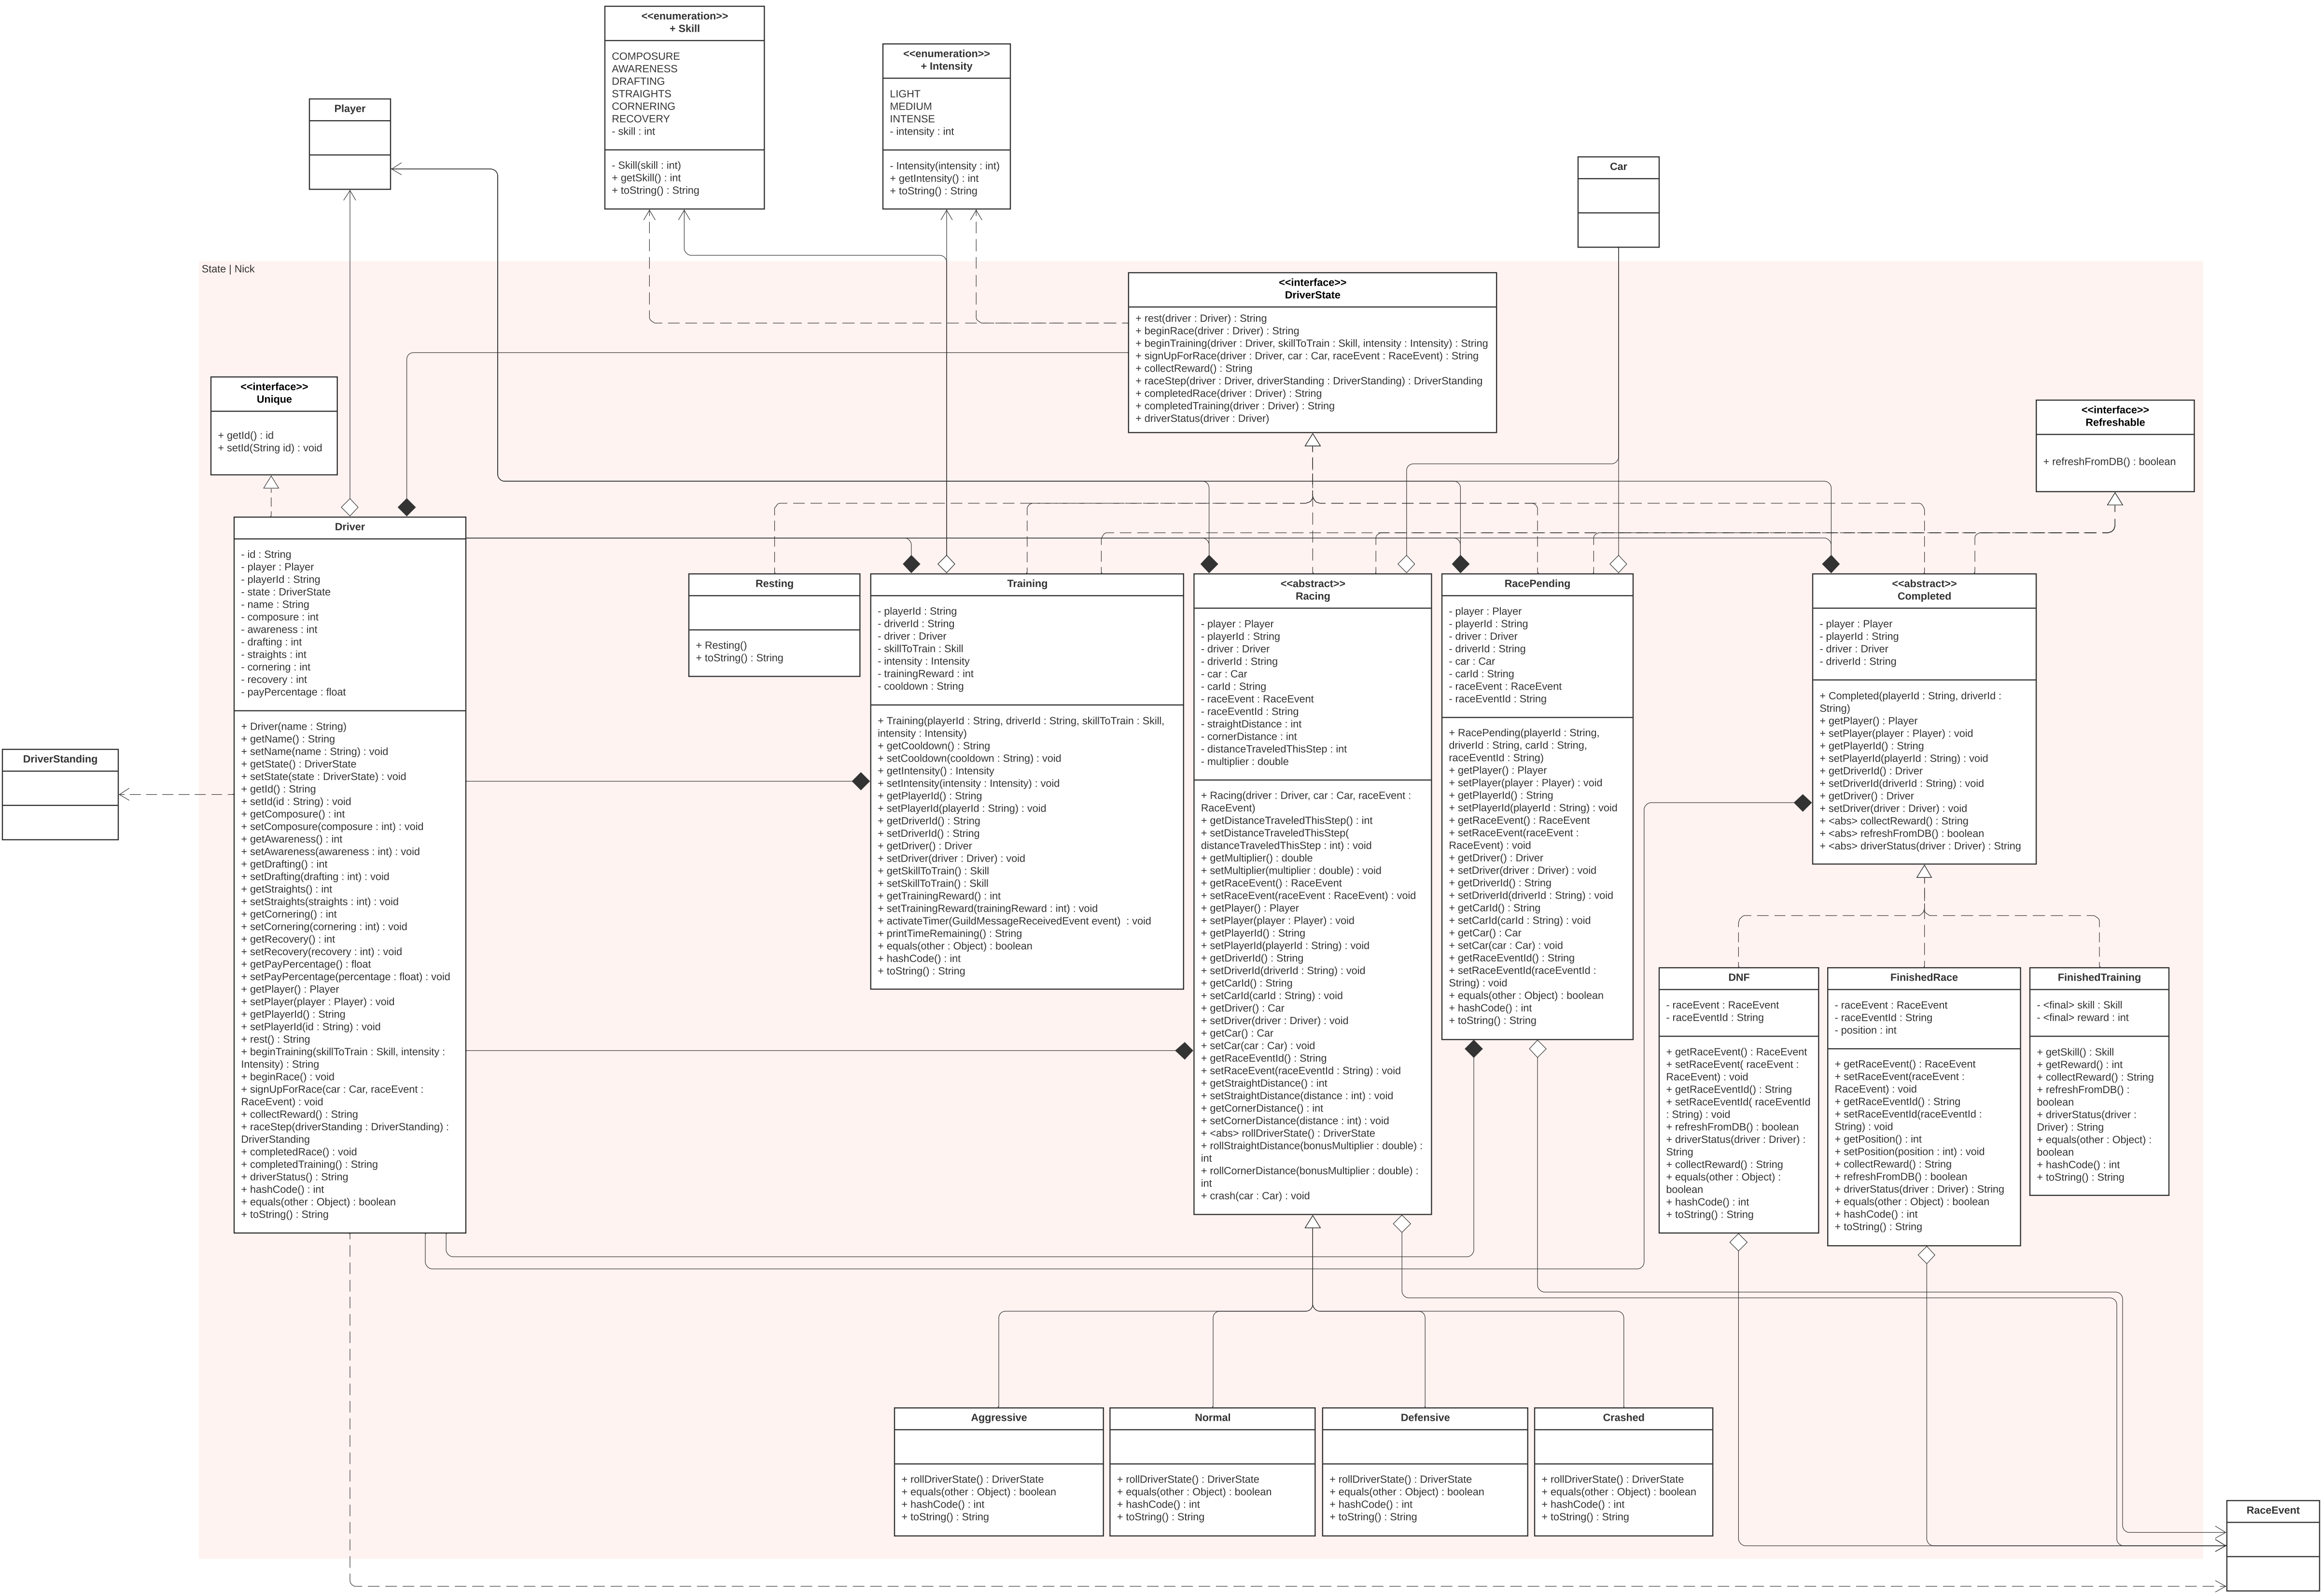 <<enumeration>>
+ Skill
COMPOSURE
AWARENESS
DRAFTING
STRAIGHTS
CORNERING
RECOVERY
- skill : int
- Skill(skill : int)
+ getSkill() : int
+ toString() : String
<<enumeration>>
+ Intensity
LIGHT
MEDIUM
INTENSE
- intensity : int
- Intensity(intensity : int)
+ getIntensity() : int
+ toString() : String
Player
Car
State | Nick
<<interface>>
DriverState
+ rest(driver : Driver) : String
+ beginRace(driver : Driver) : String
+ beginTraining(driver : Driver, skillToTrain : Skill, intensity : Intensity) : String
+ signUpForRace(driver : Driver, car : Car, raceEvent : RaceEvent) : String
+ collectReward() : String
+ raceStep(driver : Driver, driverStanding : DriverStanding) : DriverStanding
+ completedRace(driver : Driver) : String
+ completedTraining(driver : Driver) : String
+ driverStatus(driver : Driver)
<<interface>>
Unique
+ getId() : id
+ setId(String id) : void
<<interface>>
Refreshable
+ refreshFromDB() : boolean
Driver
- id : String
- player : Player
- playerId : String
- state : DriverState
- name : String
- composure : int
- awareness : int
- drafting : int
- straights : int
- cornering : int
- recovery : int
- payPercentage : float
+ Driver(name : String)
+ getName() : String
+ setName(name : String) : void
+ getState() : DriverState
+ setState(state : DriverState) : void
+ getId() : String
+ setId(id : String) : void
+ getComposure() : int
+ setComposure(composure : int) : void
+ getAwareness() : int
+ setAwareness(awareness : int) : void
+ getDrafting() : int
+ setDrafting(drafting : int) : void
+ getStraights() : int
+ setStraights(straights : int) : void
+ getCornering() : int
+ setCornering(cornering : int) : void
+ getRecovery() : int
+ setRecovery(recovery : int) : void
+ getPayPercentage() : float
+ setPayPercentage(percentage : float) : void
+ getPlayer() : Player
+ setPlayer(player : Player) : void
+ getPlayerId() : String
+ setPlayerId(id : String) : void
+ rest() : String
+ beginTraining(skillToTrain : Skill, intensity :
Intensity) : String
+ beginRace() : void
+ signUpForRace(car : Car, raceEvent :
RaceEvent) : void
+ collectReward() : String
+ raceStep(driverStanding : DriverStanding) :
DriverStanding
+ completedRace() : void
+ completedTraining() : String
+ driverStatus() : String
+ hashCode() : int
+ equals(other : Object) : boolean
+ toString() : String
DriverStanding
Resting
+ Resting()
+ toString() : String
Training
- playerId : String
- driverId : String
- driver : Driver
- skillToTrain : Skill
- intensity : Intensity
- trainingReward : int
- cooldown : String
+ Training(playerId : String, driverId : String, skillToTrain : Skill,
intensity : Intensity)
+ getCooldown() : String
+ setCooldown(cooldown : String) : void
+ getIntensity() : Intensity
+ setIntensity(intensity : Intensity) : void
+ getPlayerId() : String
+ setPlayerId(playerId : String) : void
+ getDriverId() : String
+ setDriverId() : String
+ getDriver() : Driver
+ setDriver(driver : Driver) : void
+ getSkillToTrain() : Skill
+ setSkillToTrain() : Skill
+ getTrainingReward() : int
+ setTrainingReward(trainingReward : int) : void
+ activateTimer(GuildMessageReceivedEvent event)  : void
+ printTimeRemaining() : String
+ equals(other : Object) : boolean
+ hashCode() : int
+ toString() : String
<<abstract>>
Racing
- player : Player
- playerId : String
- driver : Driver
- driverId : String
- car : Car
- carId : String
- raceEvent : RaceEvent
- raceEventId : String
- straightDistance : int
- cornerDistance : int
- distanceTraveledThisStep : int
- multiplier : double
+ Racing(driver : Driver, car : Car, raceEvent :
RaceEvent)
+ getDistanceTraveledThisStep() : int
+ setDistanceTraveledThisStep(
distanceTraveledThisStep : int) : void
+ getMultiplier() : double
+ setMultiplier(multiplier : double) : void
+ getRaceEvent() : RaceEvent
+ setRaceEvent(raceEvent : RaceEvent) : void
+ getPlayer() : Player
+ setPlayer(player : Player) : void
+ getPlayerId() : String
+ setPlayerId(playerId : String) : void
+ getDriverId() : String
+ setDriverId(driverId : String) : void
+ getCarId() : String
+ setCarId(carId : String) : void
+ getDriver() : Car
+ setDriver(driver : Driver) : void
+ getCar() : Car
+ setCar(car : Car) : void
+ getRaceEventId() : String
+ setRaceEvent(raceEventId : String) : void
+ getStraightDistance() : int
+ setStraightDistance(distance : int) : void
+ getCornerDistance() : int
+ setCornerDistance(distance : int) : void
+ <abs> rollDriverState() : DriverState
+ rollStraightDistance(bonusMultiplier : double) :
int
+ rollCornerDistance(bonusMultiplier : double) :
int
+ crash(car : Car) : void
RacePending
- player : Player
- playerId : String
- driver : Driver
- driverId : String
- car : Car
- carId : String
- raceEvent : RaceEvent
- raceEventId : String
+ RacePending(playerId : String,
driverId : String, carId : String,
raceEventId : String)
+ getPlayer() : Player
+ setPlayer(player : Player) : void
+ getPlayerId() : String
+ setPlayerId(playerId : String) : void
+ getRaceEvent() : RaceEvent
+ setRaceEvent(raceEvent :
RaceEvent) : void
+ getDriver() : Driver
+ setDriver(driver : Driver) : void
+ getDriverId() : String
+ setDriverId(driverId : String) : void
+ getCarId() : String
+ setCarId(carId : String) : void
+ getCar() : Car
+ setCar(car : Car) : void
+ getRaceEventId() : String
+ setRaceEventId(raceEventId :
String) : void
+ equals(other : Object) : boolean
+ hashCode() : int
+ toString() : String
<<abstract>>
Completed
- player : Player
- playerId : String
- driver : Driver
- driverId : String
+ Completed(playerId : String, driverId :
String)
+ getPlayer() : Player
+ setPlayer(player : Player) : void
+ getPlayerId() : String
+ setPlayerId(playerId : String) : void
+ getDriverId() : Driver
+ setDriverId(driverId : String) : void
+ getDriver() : Driver
+ setDriver(driver : Driver) : void
+ <abs> collectReward() : String
+ <abs> refreshFromDB() : boolean
+ <abs> driverStatus(driver : Driver) : String
DNF
- raceEvent : RaceEvent
- raceEventId : String
+ getRaceEvent() : RaceEvent
+ setRaceEvent( raceEvent :
RaceEvent) : void
+ getRaceEventId() : String
+ setRaceEventId( raceEventId
: String) : void
+ refreshFromDB() : boolean
+ driverStatus(driver : Driver) :
String
+ collectReward() : String
+ equals(other : Object) :
boolean
+ hashCode() : int
+ toString() : String
FinishedRace
- raceEvent : RaceEvent
- raceEventId : String
- position : int
+ getRaceEvent() : RaceEvent
+ setRaceEvent(raceEvent :
RaceEvent) : void
+ getRaceEventId() : String
+ setRaceEventId(raceEventId :
String) : void
+ getPosition() : int
+ setPosition(position : int) : void
+ collectReward() : String
+ refreshFromDB() : boolean
+ driverStatus(driver : Driver) : String
+ equals(other : Object) : boolean
+ hashCode() : int
+ toString() : String
FinishedTraining
- <final> skill : Skill
- <final> reward : int
+ getSkill() : Skill
+ getReward() : int
+ collectReward() : String
+ refreshFromDB() :
boolean
+ driverStatus(driver :
Driver) : String
+ equals(other : Object) :
boolean
+ hashCode() : int
+ toString() : String
Aggressive
+ rollDriverState() : DriverState
+ equals(other : Object) : boolean
+ hashCode() : int
+ toString() : String
Normal
+ rollDriverState() : DriverState
+ equals(other : Object) : boolean
+ hashCode() : int
+ toString() : String
Defensive
+ rollDriverState() : DriverState
+ equals(other : Object) : boolean
+ hashCode() : int
+ toString() : String
Crashed
+ rollDriverState() : DriverState
+ equals(other : Object) : boolean
+ hashCode() : int
+ toString() : String
RaceEvent